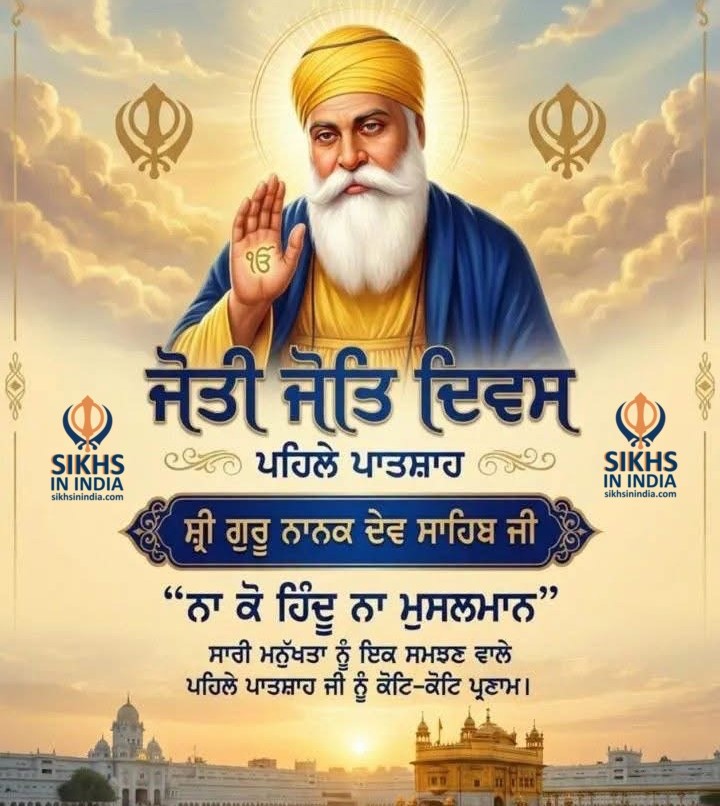 ੴ
ਜੋਤੀ ਜੋਤਿ ਦਿਵਸ
ਪਹਿਲੇ ਪਾਤਸ਼ਾਹ
ਸ਼੍ਰੀ ਗੁਰੂ ਨਾਨਕ ਦੇਵ ਸਾਹਿਬ ਜੀ
“ਨਾ ਕੋ ਹਿੰਦੂ ਨਾ ਮੁਸਲਮਾਨ”
ਸਾਰੀ ਮਨੁੱਖਤਾ ਨੂੰ ਇਕ ਸਮਝਣ ਵਾਲੇ
ਪਹਿਲੇ ਪਾਤਸ਼ਾਹ ਜੀ ਨੂੰ ਕੋਟਿ-ਕੋਟਿ ਪ੍ਰਣਾਮ।
SIKHS
IN INDIA
sikhsinindia.com
SIKHS
IN INDIA
sikhsinindia.com